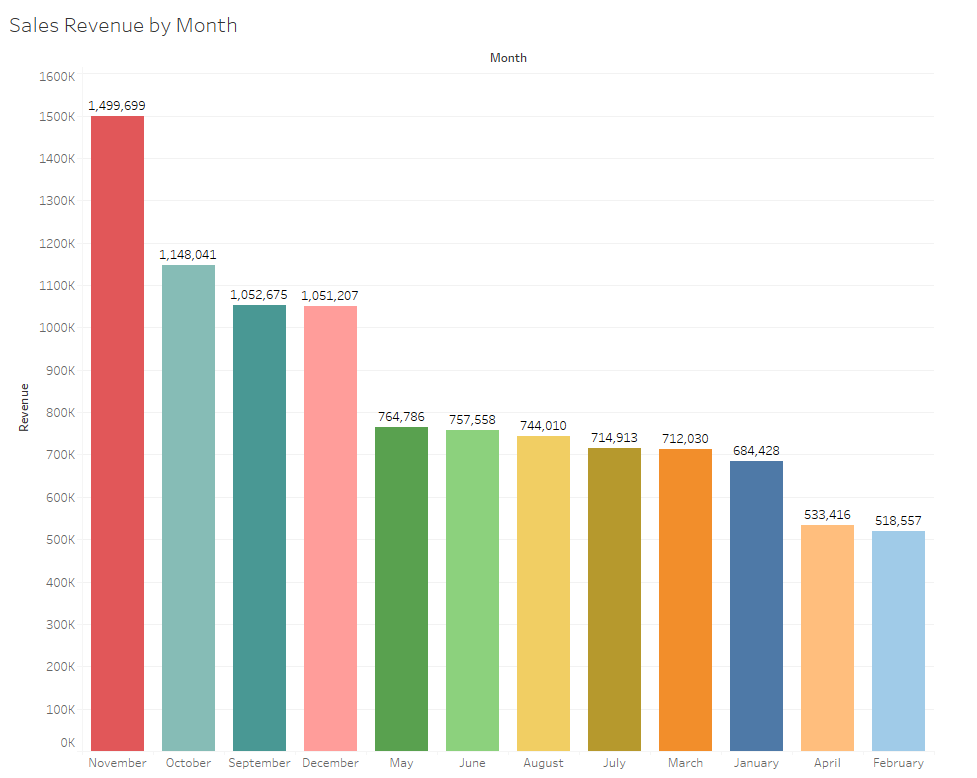 Sales Revenue by Month
Month
1600K
1500K
1400K
1300K
1200K
1100K
1000K
900K
800K
700K
600K
500K
400K
300K
200K
100K
0K
Revenue
1,499,699
1,148,041
1,052,675
1,051,207
764,786
757,558
744,010
714,913
712,030
684,428
533,416
518,557
November October September December May June August July March January April February